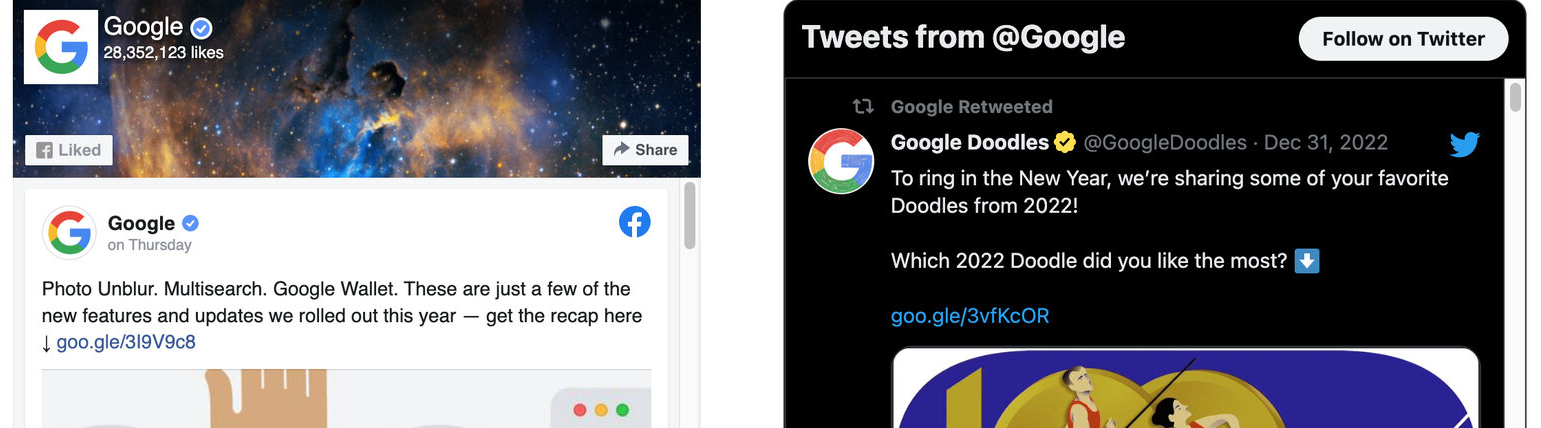 Google
28,352,123 likes
Liked
Share
Google
on Thursday
Photo Unblur. Multisearch. Google Wallet. These are just a few of the
new features and updates we rolled out this year — get the recap here
↓ goo.gle/3I9V9c8
Tweets from @Google
Follow on Twitter
Google Retweeted
Google Doodles @GoogleDoodles · Dec 31, 2022
To ring in the New Year, we’re sharing some of your favorite
Doodles from 2022!
Which 2022 Doodle did you like the most? ⬇️
goo.gle/3vfKcOR